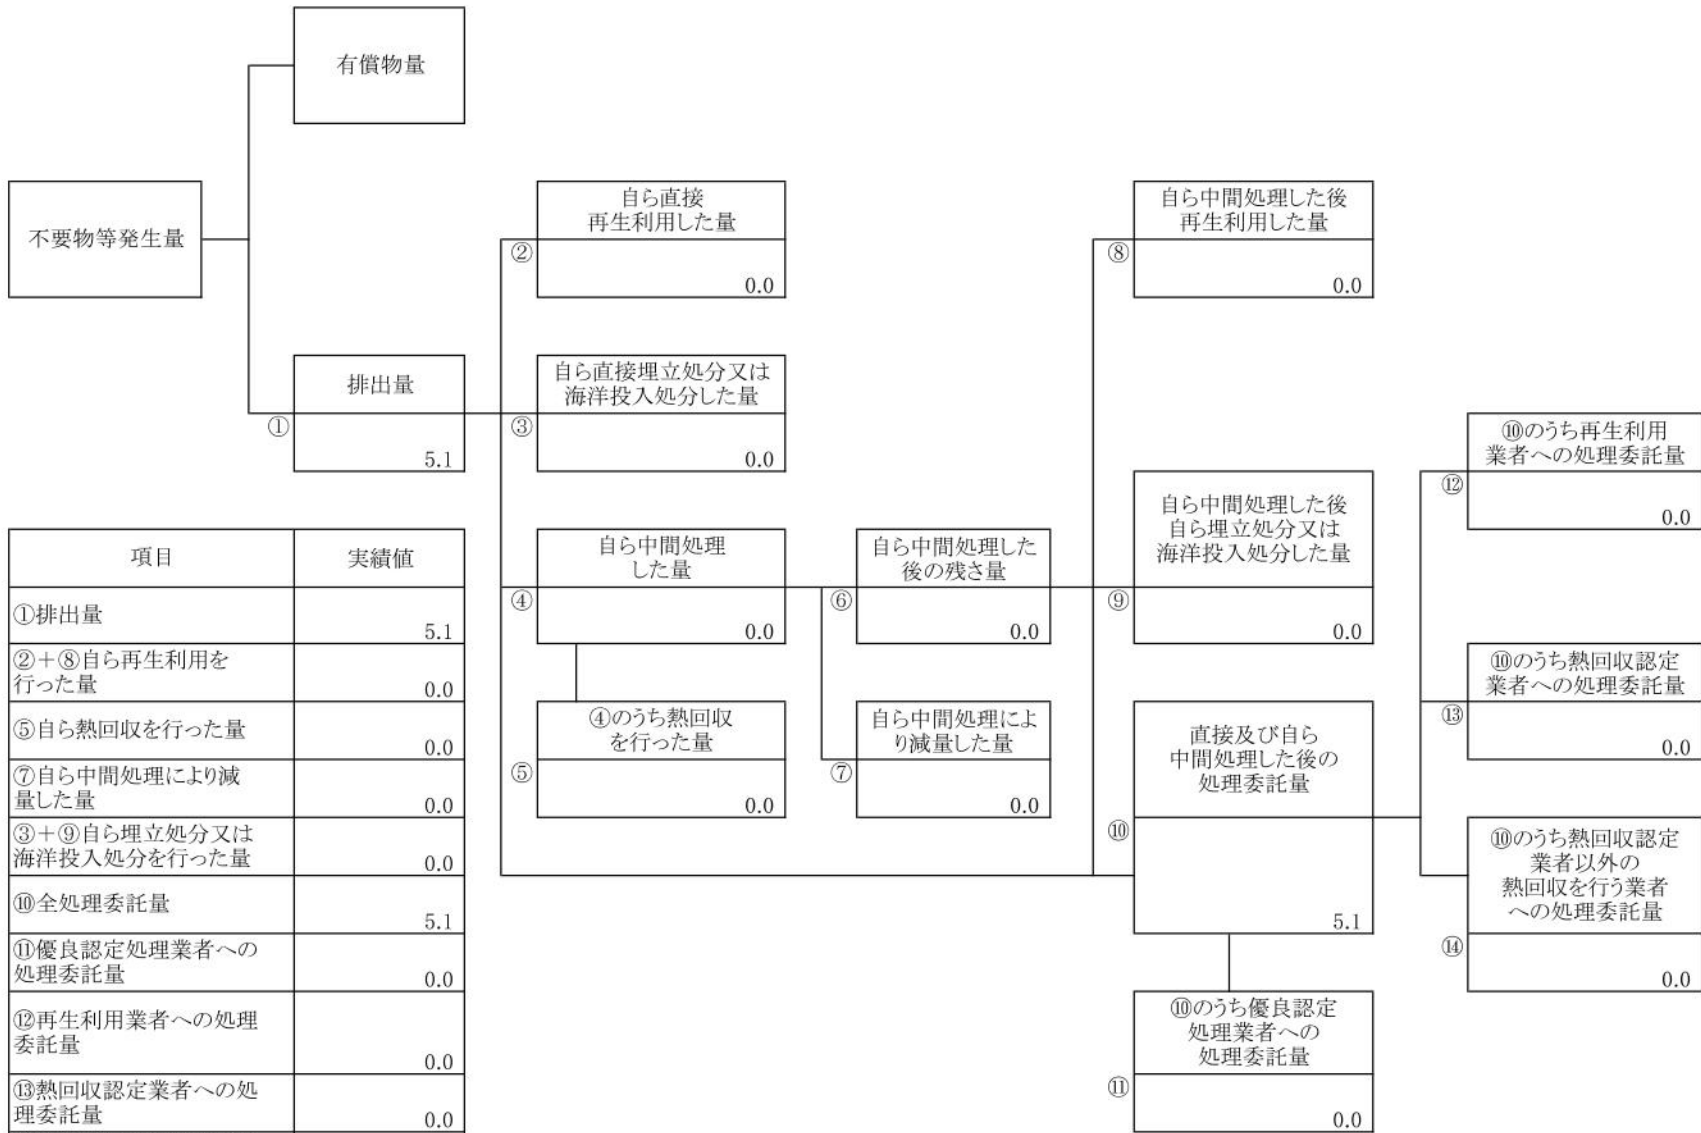 有償物量
不要物等発生量
自ら直接
再生利用した量
②
0.0
自ら中間処理した後
再生利用した量
⑧
0.0
排出量
①
5.1
自ら直接埋立処分又は
海洋投入処分した量
③
0.0
⑩のうち再生利用
業者への処理委託量
⑫
0.0
自ら中間処理
した量
④
0.0
自ら中間処理した
後の残さ量
⑥
0.0
自ら中間処理した後
自ら埋立処分又は
海洋投入処分した量
⑨
0.0
⑩のうち熱回収認定
業者への処理委託量
⑬
0.0
④のうち熱回収
を行った量
⑤
0.0
自ら中間処理によ
り減量した量
⑦
0.0
直接及び自ら
中間処理した後の
処理委託量
⑩
5.1
⑩のうち熱回収認定
業者以外の
熱回収を行う業者
への処理委託量
⑭
0.0
⑩のうち優良認定
処理業者への
処理委託量
⑪
0.0
項目 実績値
①排出量
5.1
②＋⑧自ら再生利用を
行った量
0.0
⑤自ら熱回収を行った量
0.0
⑦自ら中間処理により減
量した量
0.0
③＋⑨自ら埋立処分又は
海洋投入処分を行った量
0.0
⑩全処理委託量
5.1
⑪優良認定処理業者への
処理委託量
0.0
⑫再生利用業者への処理
委託量
0.0
⑬熱回収認定業者への処
理委託量
0.0